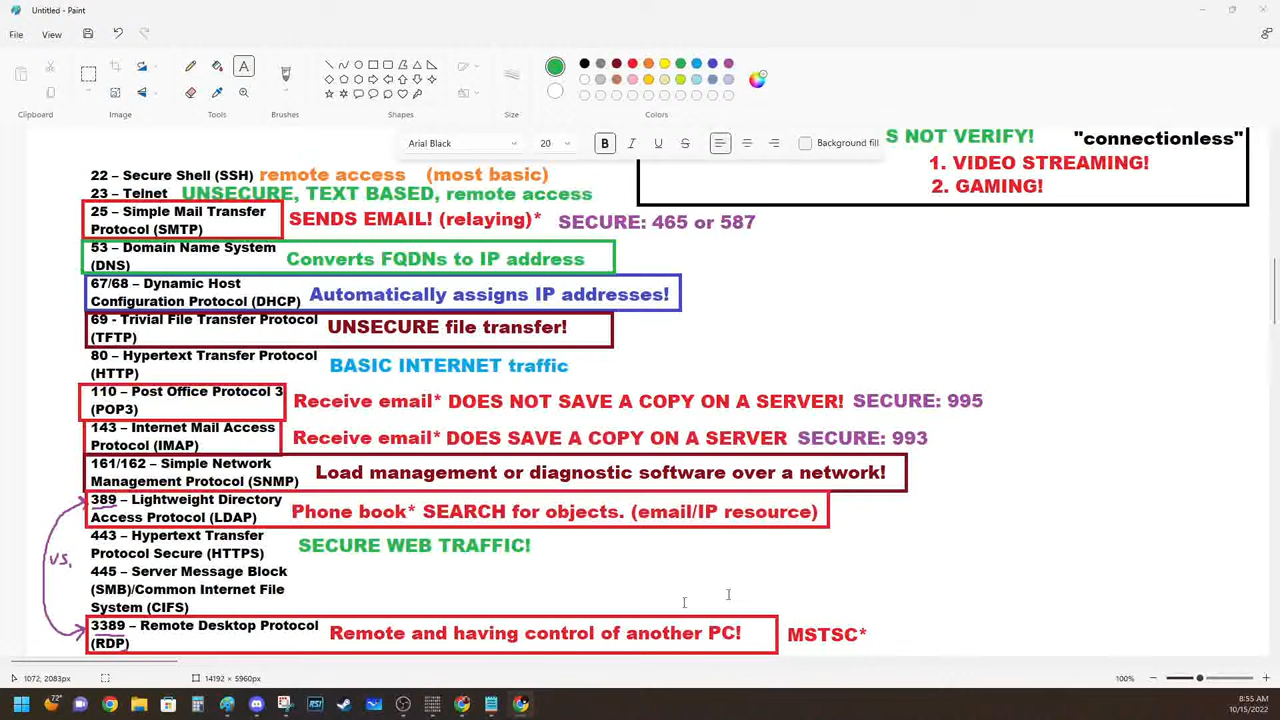 Untitled - Paint
File View
A
Clipboard Image Tools Brushes Shapes Size Colors
Arial Black 20 B I U S Background fill
S NOT VERIFY! "connectionless"
1. VIDEO STREAMING!
2. GAMING!
22 – Secure Shell (SSH) remote access (most basic)
23 – Telnet UNSECURE, TEXT BASED, remote access
25 – Simple Mail Transfer
Protocol (SMTP) SENDS EMAIL! (relaying)* SECURE: 465 or 587
53 – Domain Name System
(DNS) Converts FQDNs to IP address
67/68 – Dynamic Host
Configuration Protocol (DHCP) Automatically assigns IP addresses!
69 - Trivial File Transfer Protocol
(TFTP) UNSECURE file transfer!
80 – Hypertext Transfer Protocol
(HTTP) BASIC INTERNET traffic
110 – Post Office Protocol 3
(POP3) Receive email* DOES NOT SAVE A COPY ON A SERVER! SECURE: 995
143 – Internet Mail Access
Protocol (IMAP) Receive email* DOES SAVE A COPY ON A SERVER SECURE: 993
161/162 – Simple Network
Management Protocol (SNMP) Load management or diagnostic software over a network!
389 – Lightweight Directory
Access Protocol (LDAP) Phone book* SEARCH for objects. (email/IP resource)
443 – Hypertext Transfer
Protocol Secure (HTTPS) SECURE WEB TRAFFIC!
vs.
445 – Server Message Block
(SMB)/Common Internet File
System (CIFS)
3389 – Remote Desktop Protocol
(RDP) Remote and having control of another PC! MSTSC*
1072, 2083px 14192 × 5960px 100%
72° RSI 8:55 AM
10/15/2022